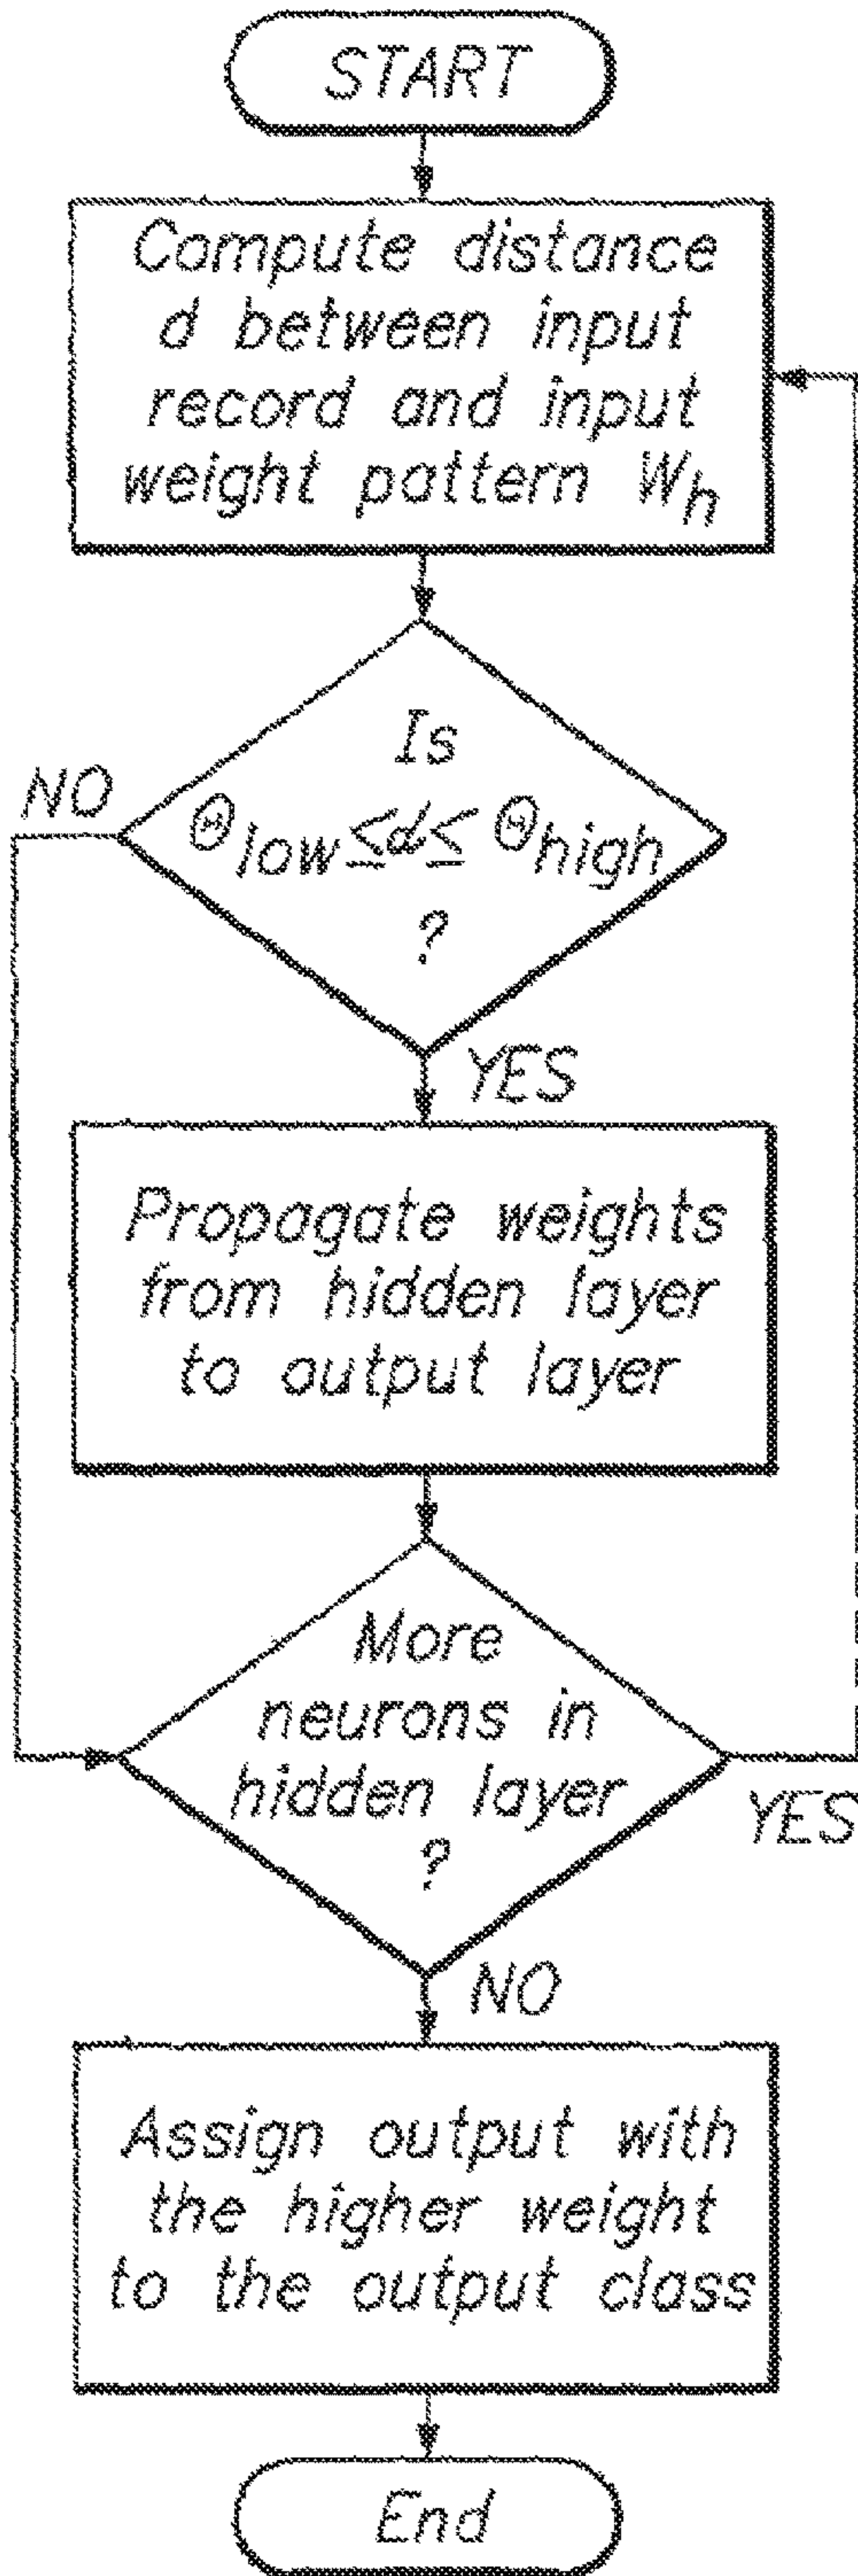 START
Compute distance
d between input
record and input
weight pattern Wh
Is
NO
Θlow ≤d≤ Θhigh
?
YES
Propagate weights
from hidden layer
to output layer
More
neurons in
hidden layer
?
YES
NO
Assign output with
the higher weight
to the output class
End